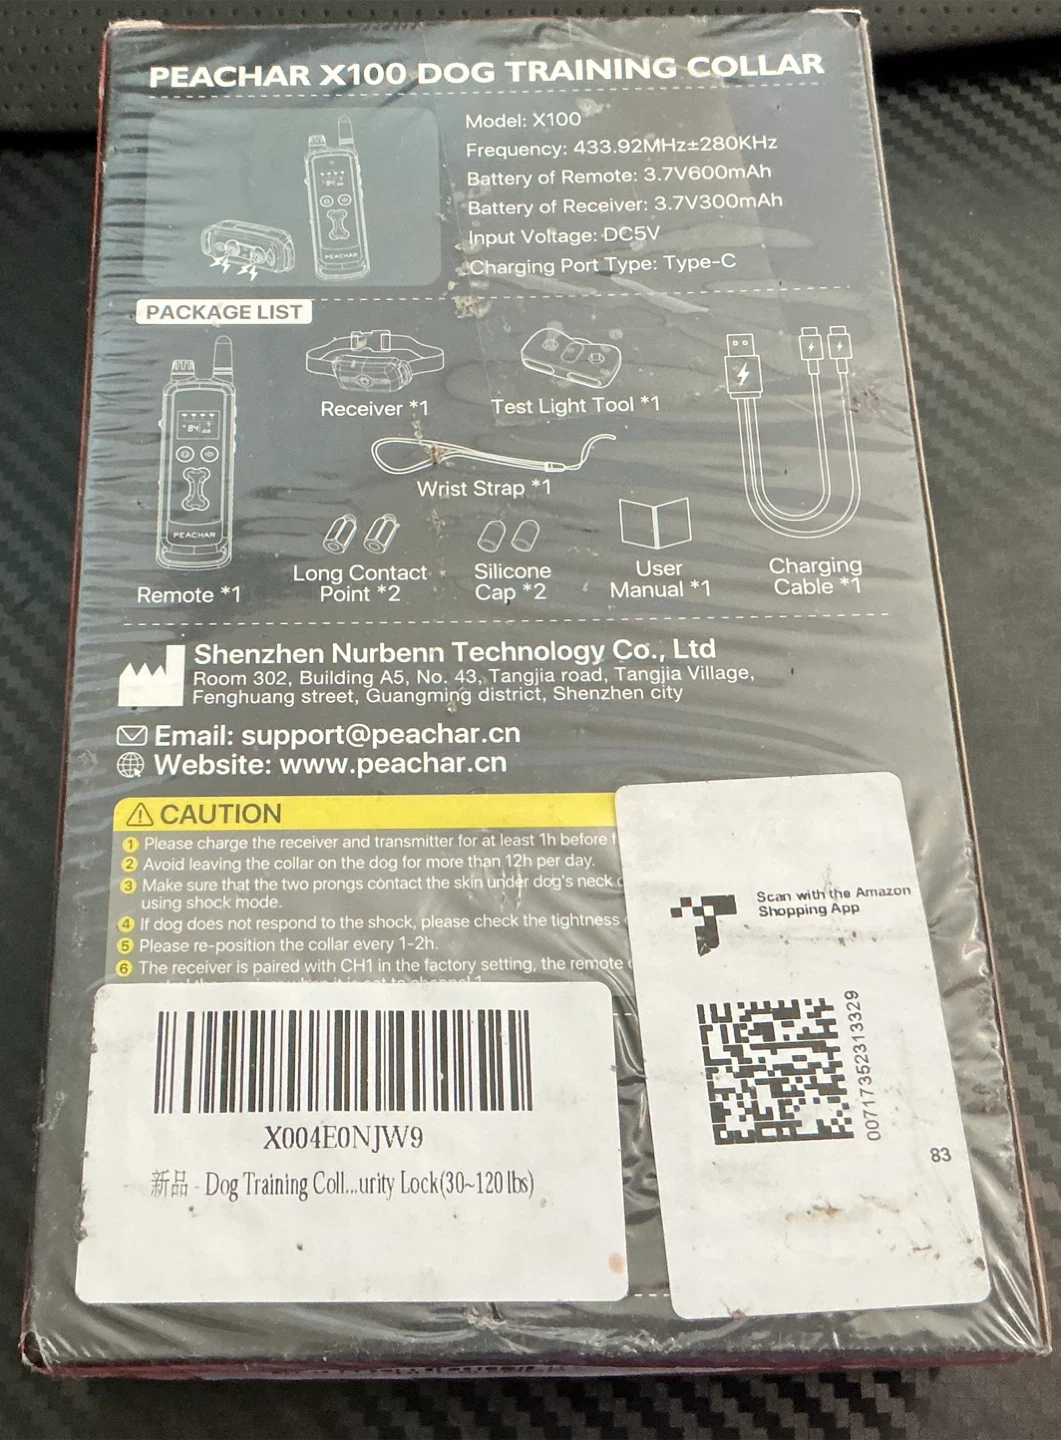 PEACHAR X100 DOG TRAINING COLLAR
Model: X100
Frequency: 433.92MHz±280KHz
Battery of Remote: 3.7V600mAh
Battery of Receiver: 3.7V300mAh
Input Voltage: DC5V
Charging Port Type: Type-C
PEACHAR
PACKAGE LIST
Receiver *1
Test Light Tool *1
Wrist Strap *1
PEACHAR
Remote *1
Long Contact
Point *2
Silicone
Cap *2
User
Manual *1
Charging
Cable *1
Shenzhen Nurbenn Technology Co., Ltd
Room 302, Building A5, No. 43, Tangjia road, Tangjia Village,
Fenghuang street, Guangming district, Shenzhen city
Email: support@peachar.cn
Website: www.peachar.cn
CAUTION
1 Please charge the receiver and transmitter for at least 1h before
2 Avoid leaving the collar on the dog for more than 12h per day.
3 Make sure that the two prongs contact the skin under dog's neck
using shock mode.
4 If dog does not respond to the shock, please check the tightness
5 Please re-position the collar every 1-2h.
6 The receiver is paired with CH1 in the factory setting, the remote
X004E0NJW9
新品 - Dog Training Coll...urity Lock(30~120 lbs)
Scan with the Amazon
Shopping App
00717352313329
83